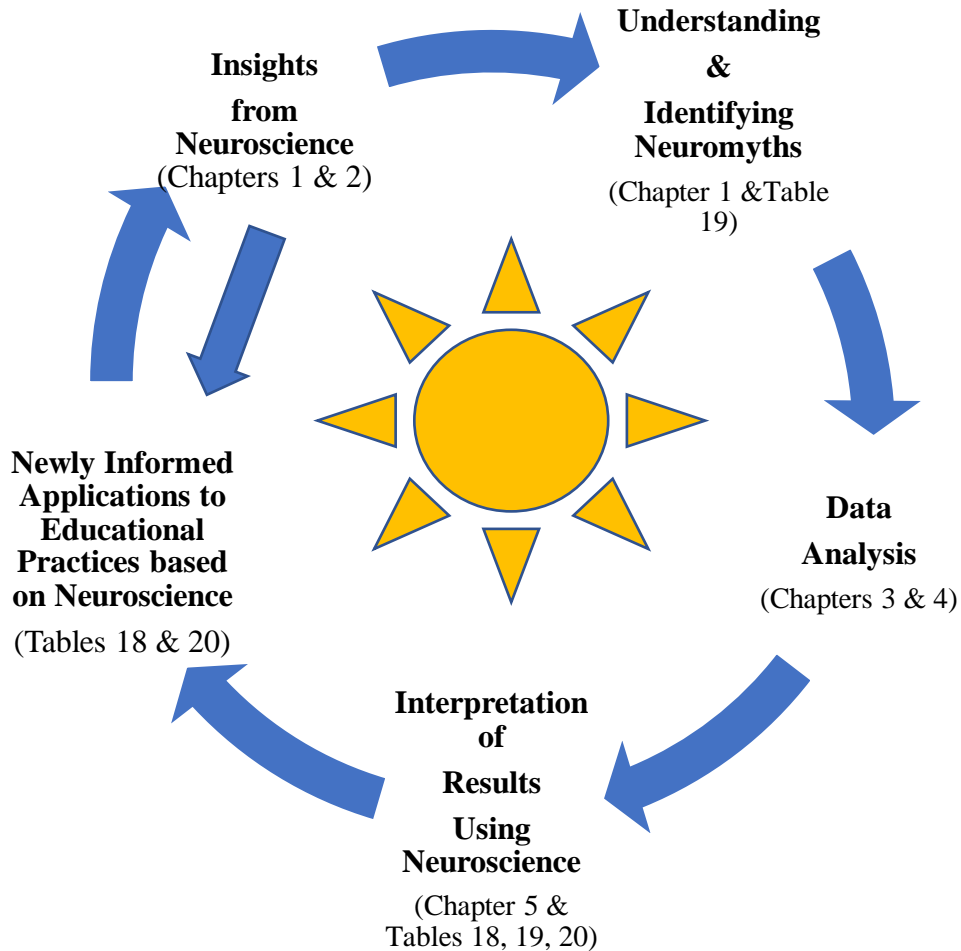 Insights
from
Neuroscience
(Chapters 1 & 2)
Understanding
&
Identifying
Neuromyths
(Chapter 1 &Table
19)
Data
Analysis
(Chapters 3 & 4)
Interpretation
of
Results
Using
Neuroscience
(Chapter 5 &
Tables 18, 19, 20)
Newly Informed
Applications to
Educational
Practices based
on Neuroscience
(Tables 18 & 20)